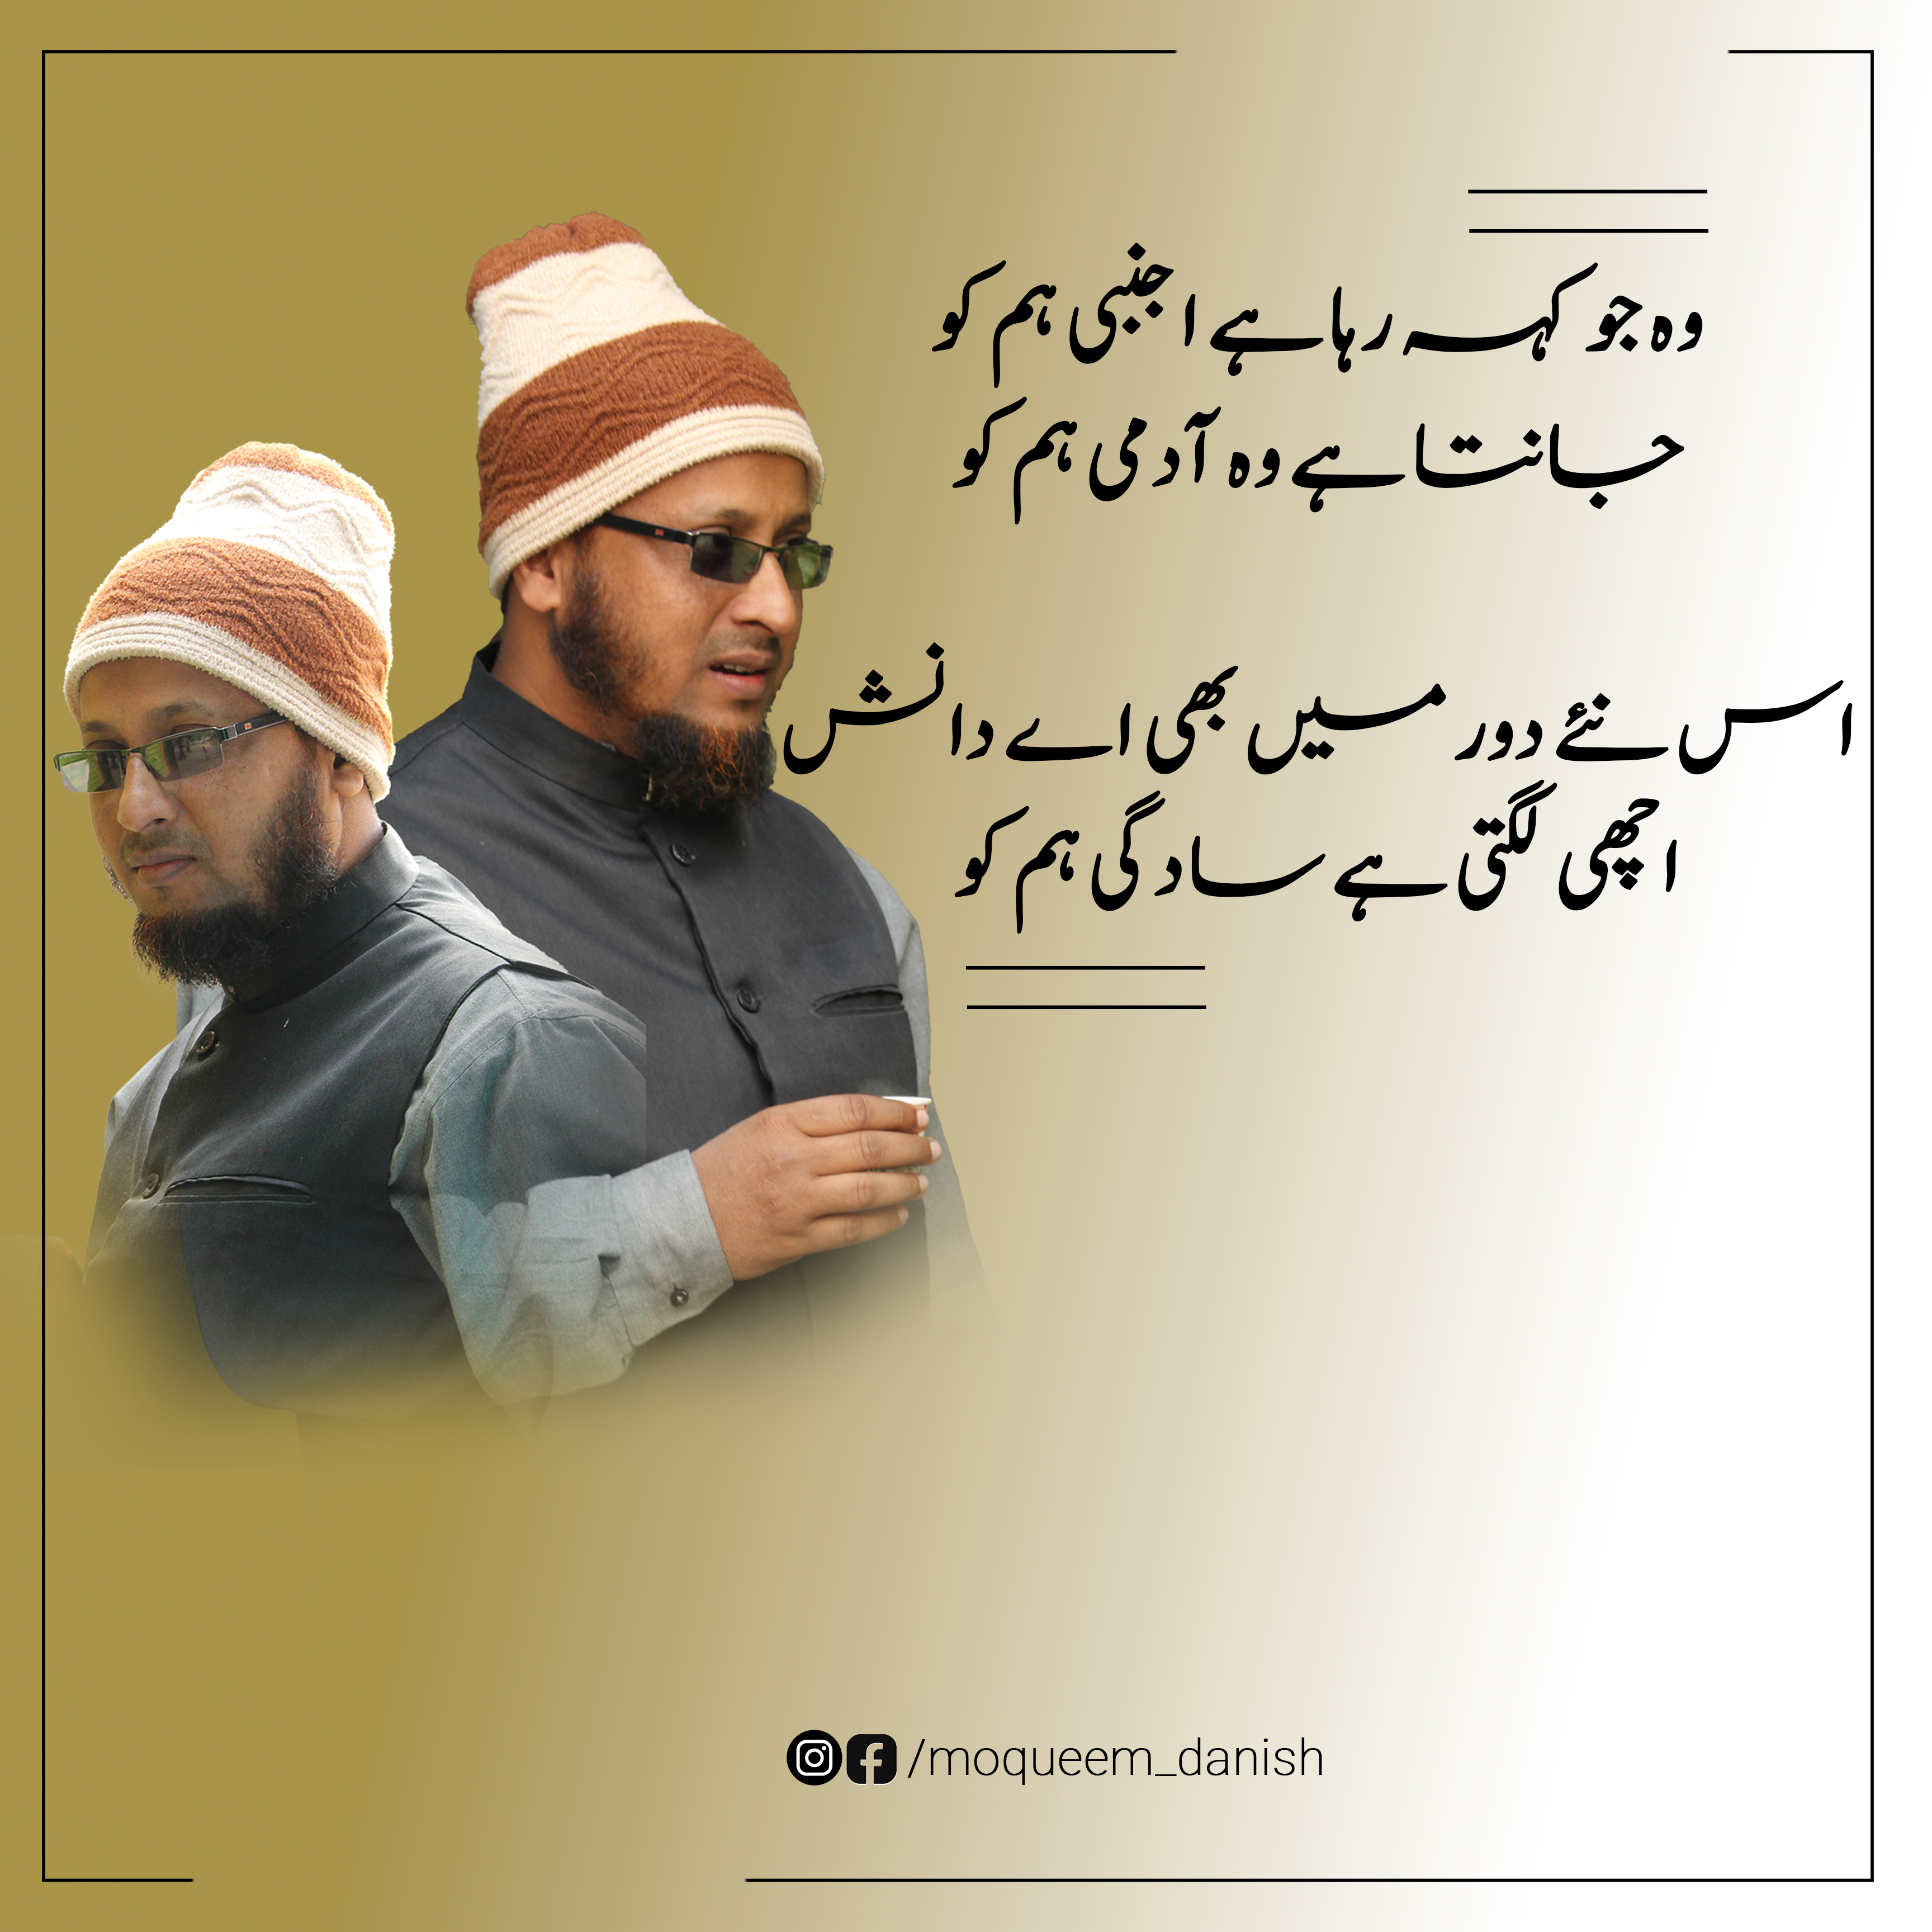 وہ جو کہہ رہا ہے اجنبی ہم کو
جانتا ہے وہ آدمی ہم کو
اس نئے دور میں بھی اے دانش
اچھی لگتی ہے سادگی ہم کو
/moqueem_danish